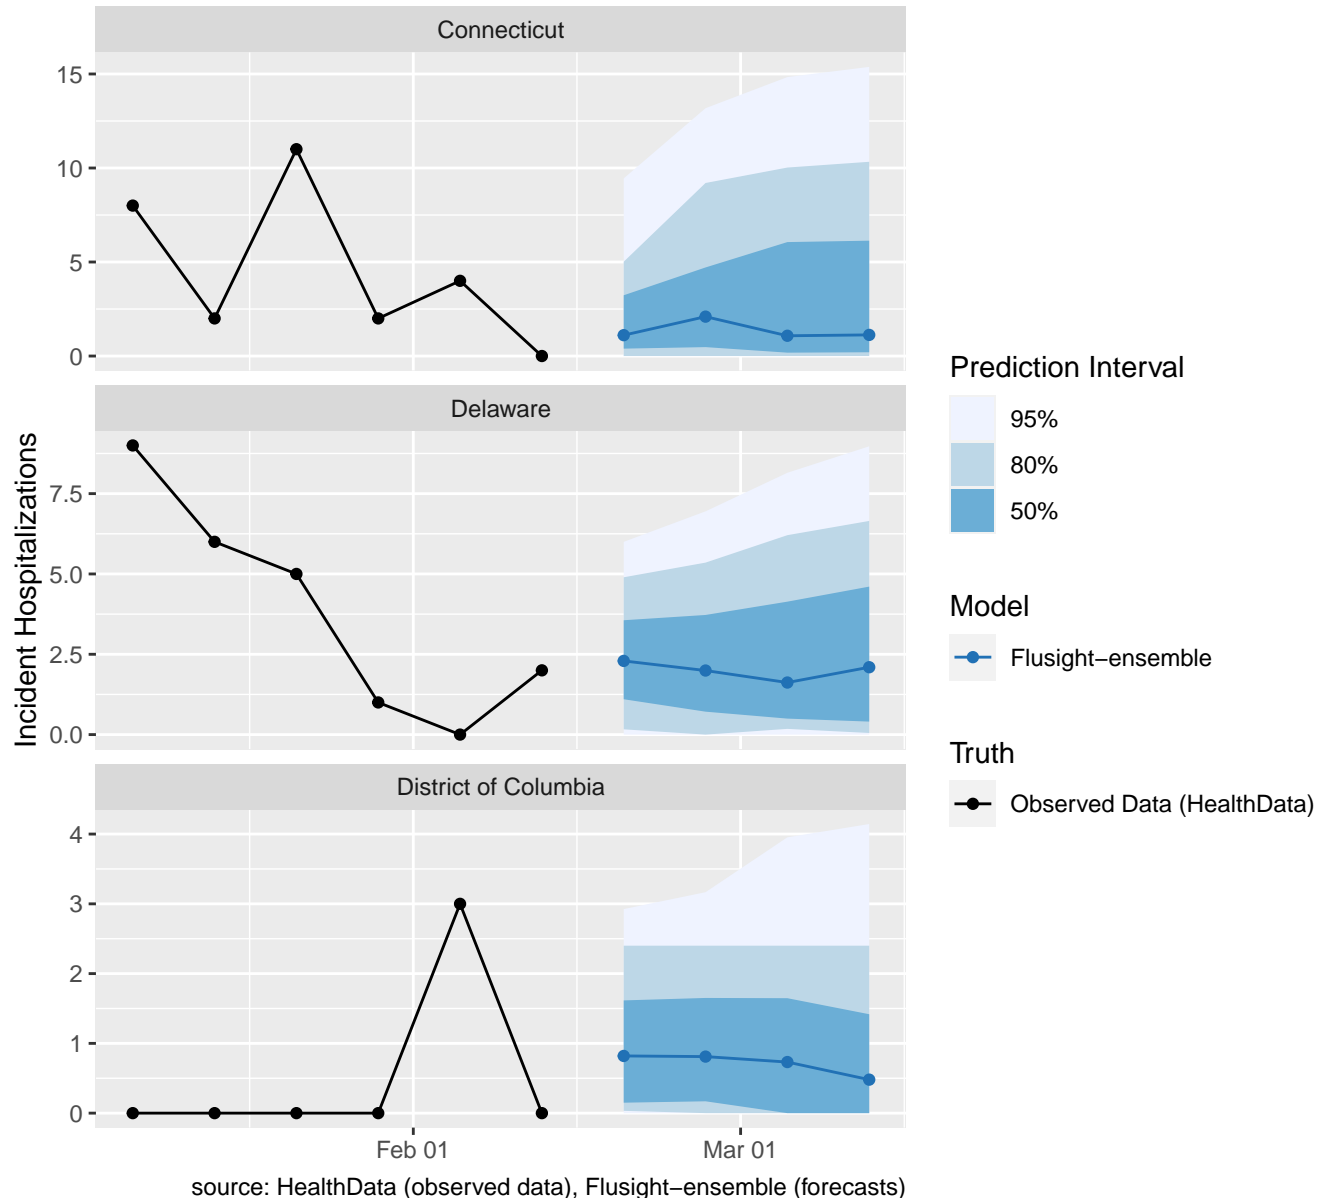 Connecticut
15
10
5
0
Delaware
7.5
5.0
2.5
0.0
District of Columbia
4
3
2
1
0
Feb 01
Mar 01
Incident Hospitalizations
source: HealthData (observed data), Flusight−ensemble (forecasts)
Prediction Interval
95%
80%
50%
Model
Flusight−ensemble
Truth
Observed Data (HealthData)